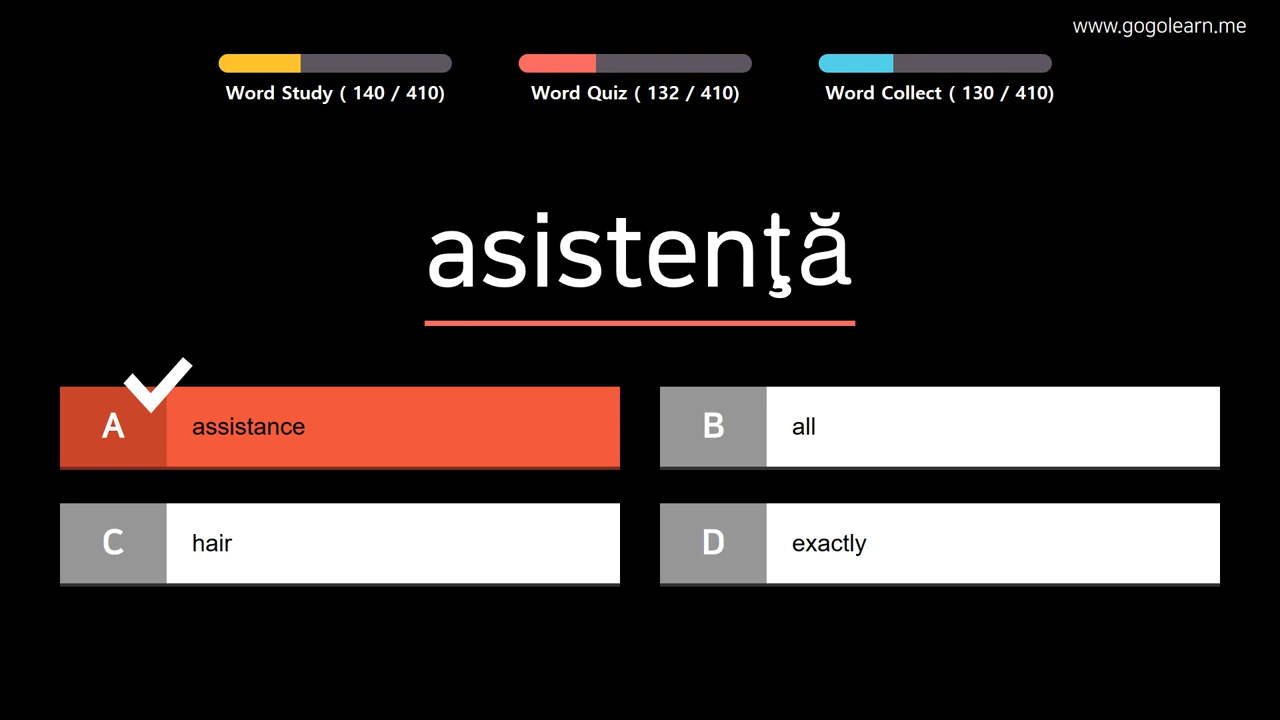 www.gogolearn.me
Word Study ( 140 / 410)
Word Quiz ( 132 / 410)
Word Collect ( 130 / 410)
asistenţă
A
assistance
B
all
C
hair
D
exactly